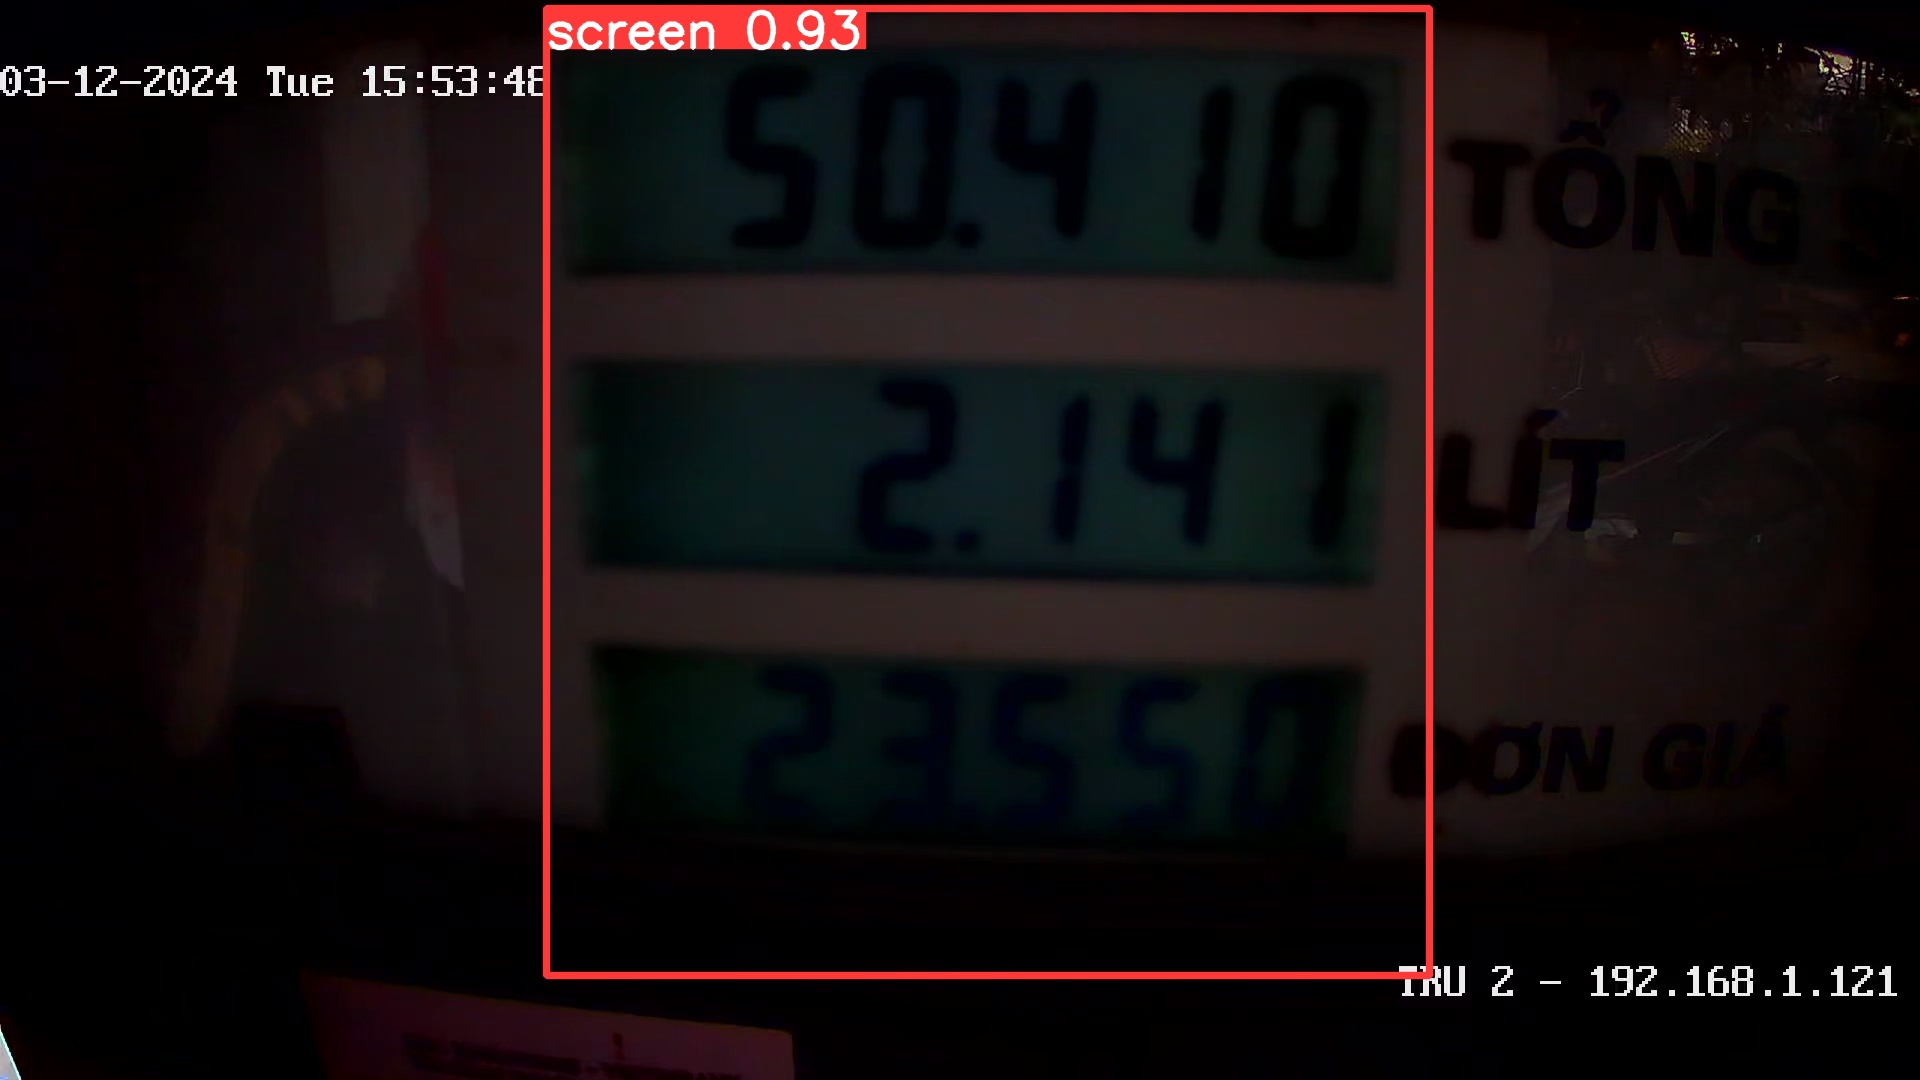 screen 0.93
03-12-2024 Tue 15:53:48
50.410
TỔNG S
2.141
LÍT
23.550
ĐƠN GIÁ
TRU 2 - 192.168.1.121